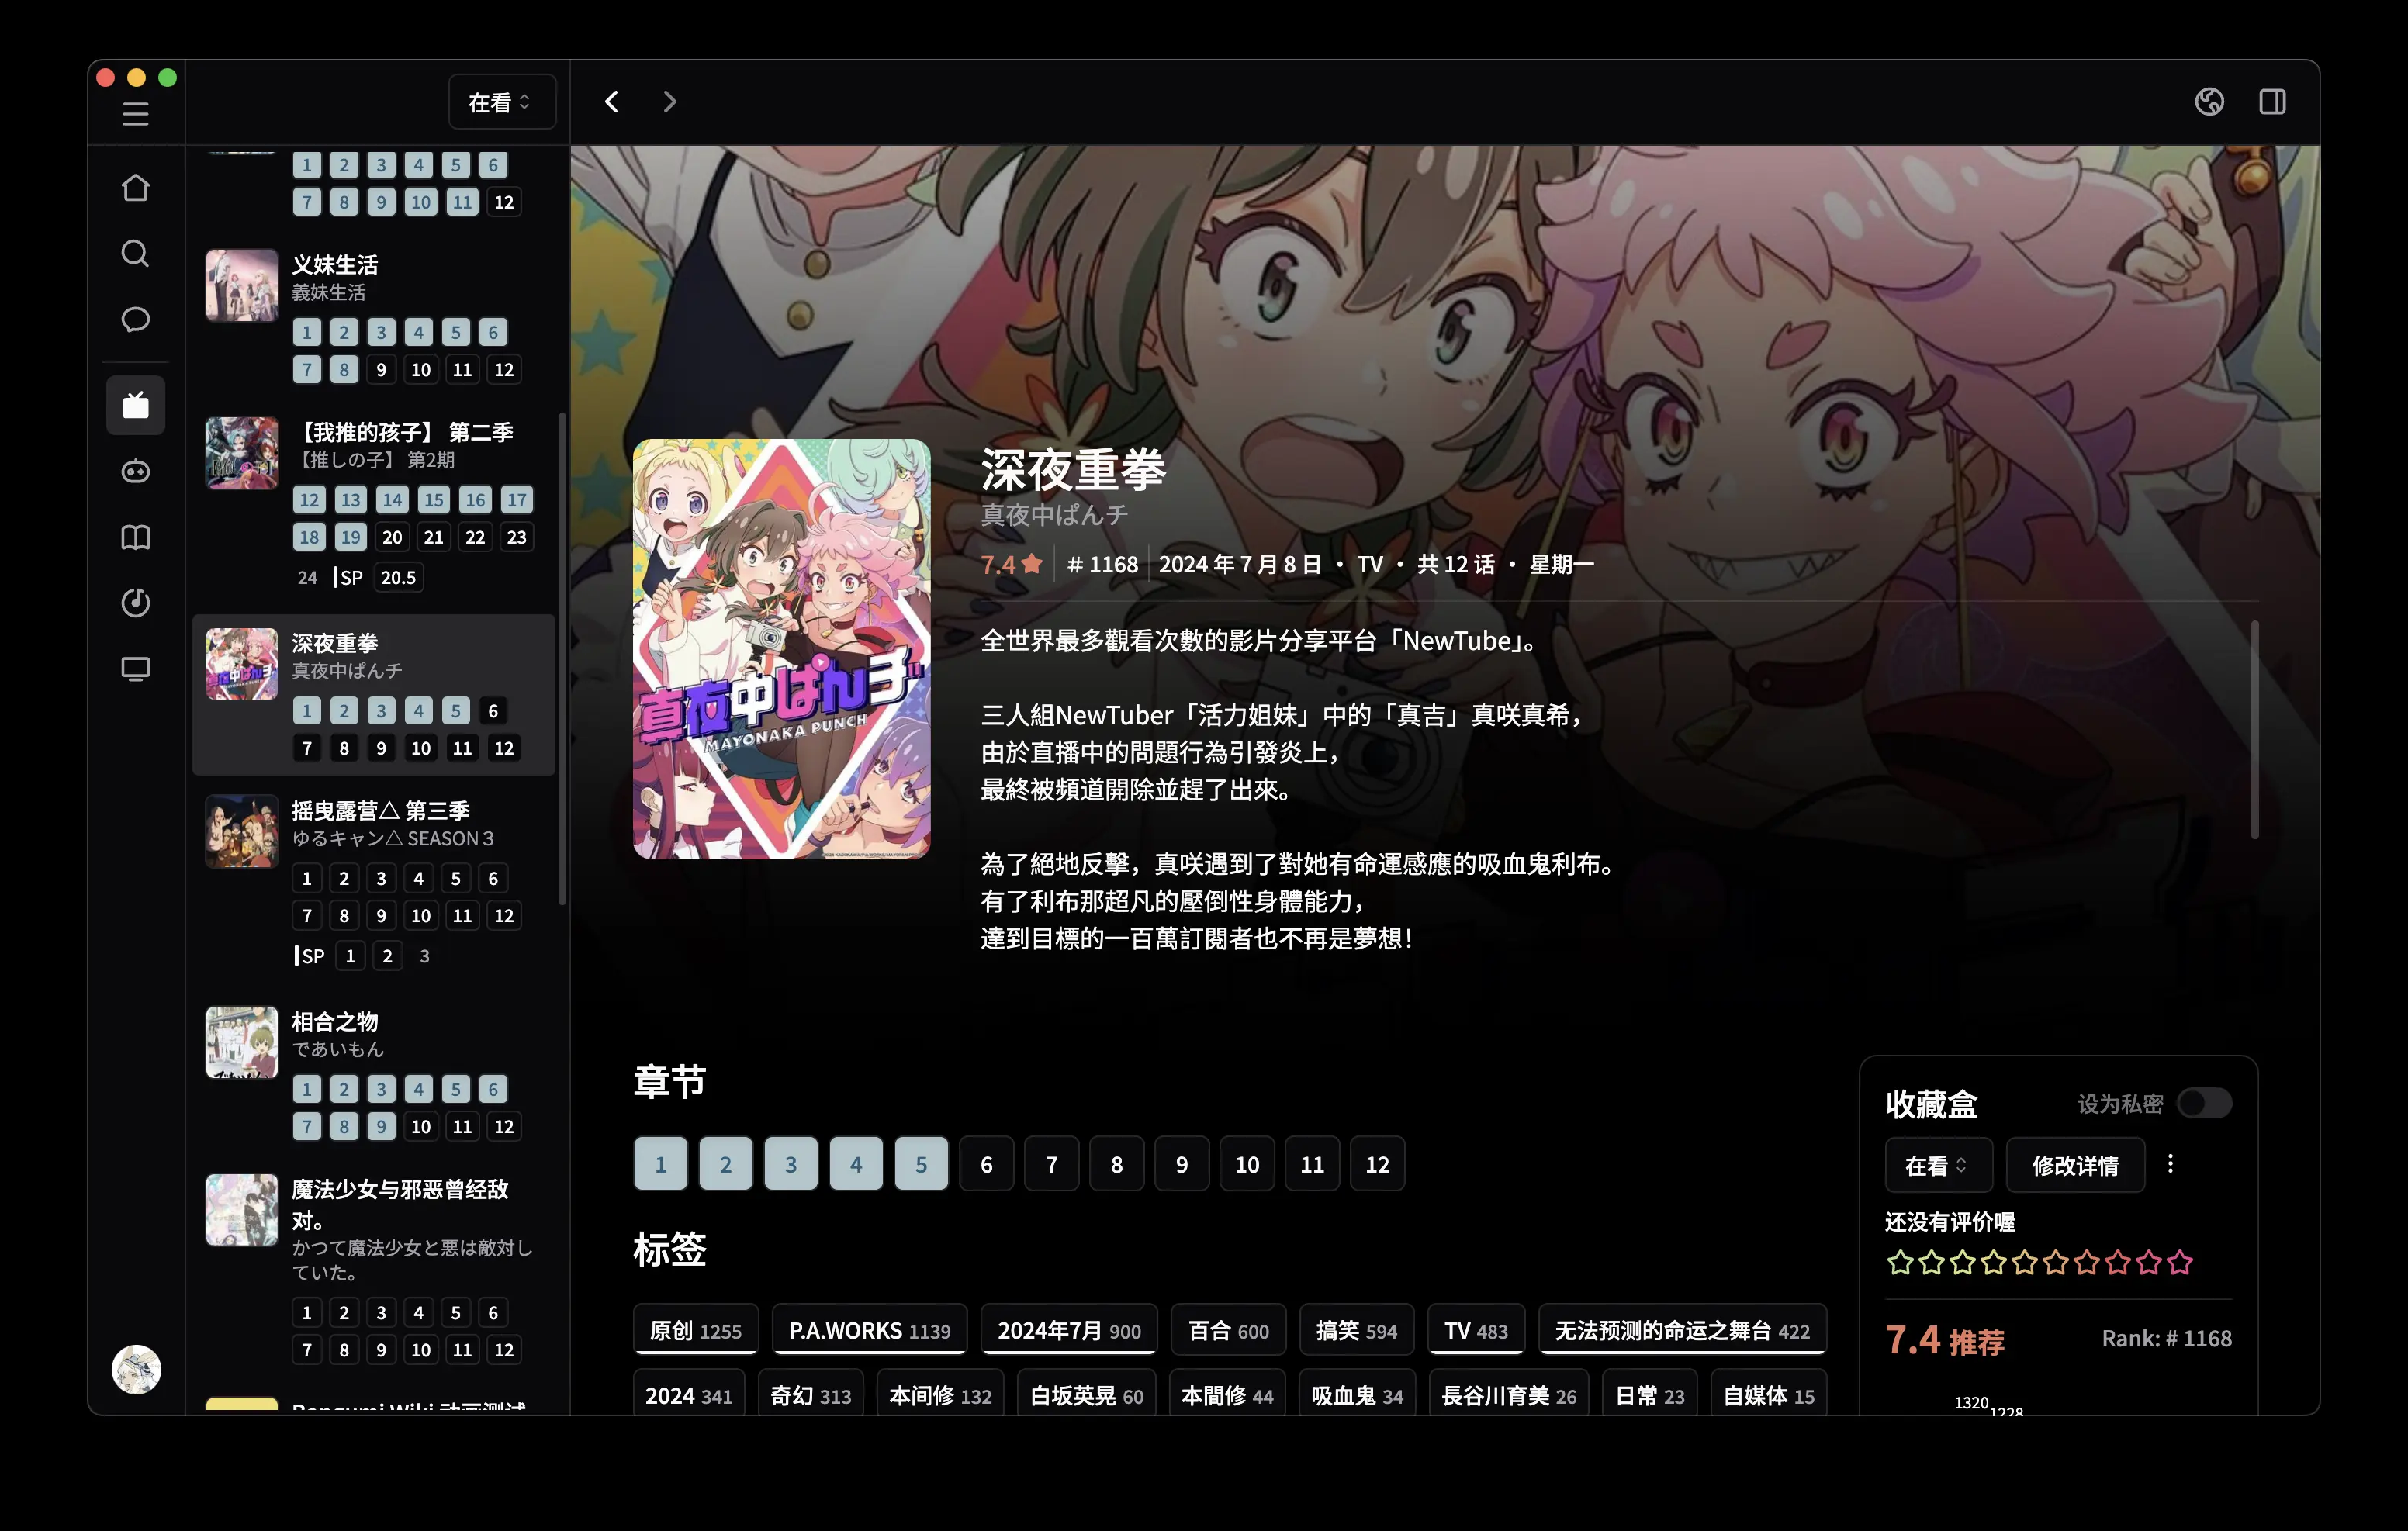 在看
1 2 3 4 5 6
7 8 9 10 11 12
义妹生活
義妹生活
1 2 3 4 5 6
7 8 9 10 11 12
【我推的孩子】 第二季
【推しの子】 第2期
12 13 14 15 16 17
18 19 20 21 22 23
24 SP 20.5
深夜重拳
真夜中ぱんチ
1 2 3 4 5 6
7 8 9 10 11 12
摇曳露营△ 第三季
ゆるキャン△ SEASON３
1 2 3 4 5 6
7 8 9 10 11 12
SP 1 2 3
相合之物
であいもん
1 2 3 4 5 6
7 8 9 10 11 12
魔法少女与邪恶曾经敌
对。
かつて魔法少女と悪は敵対し
ていた。
1 2 3 4 5 6
7 8 9 10 11 12
Bangumi Wiki 动画测试
真夜中ぱんチ
MAYONAKA PUNCH
深夜重拳
真夜中ぱんチ
7.4 # 1168 2024 年 7 月 8 日 • TV • 共 12 话 • 星期一
全世界最多觀看次數的影片分享平台「NewTube」。
三人組NewTuber「活力姐妹」中的「真吉」真咲真希，
由於直播中的問題行為引發炎上，
最終被頻道開除並趕了出來。
為了絕地反擊，真咲遇到了對她有命運感應的吸血鬼利布。
有了利布那超凡的壓倒性身體能力，
達到目標的一百萬訂閱者也不再是夢想！
章节
1 2 3 4 5 6 7 8 9 10 11 12
标签
原创 1255 P.A.WORKS 1139 2024年7月 900 百合 600 搞笑 594 TV 483 无法预测的命运之舞台 422
2024 341 奇幻 313 本间修 132 白坂英晃 60 本間修 44 吸血鬼 34 長谷川育美 26 日常 23 自媒体 15
收藏盒 设为私密
在看 修改详情
还没有评价喔
7.4 推荐 Rank: # 1168
1320
1228